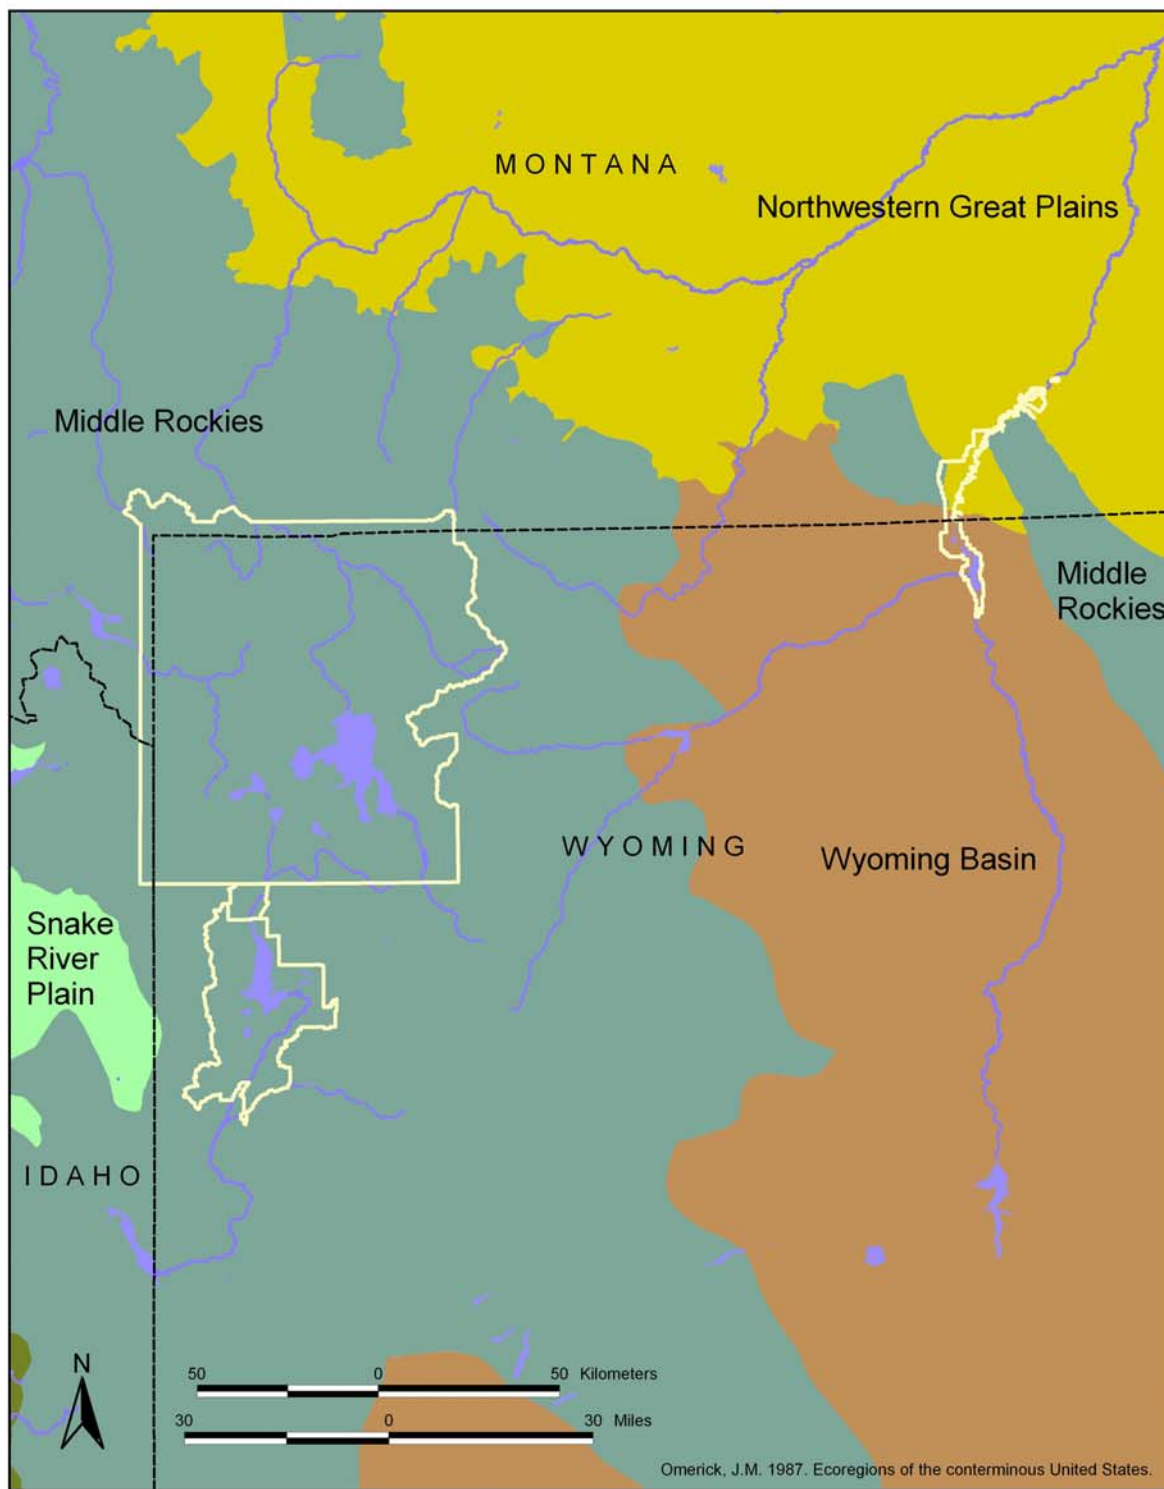 MONTANA
Northwestern Great Plains
Middle Rockies
Middle
Rockies
WYOMING
Wyoming Basin
Snake
River
Plain
IDAHO
N
50 0 50 Kilometers
30 0 30 Miles
Omerick, J.M. 1987. Ecoregions of the conterminous United States.